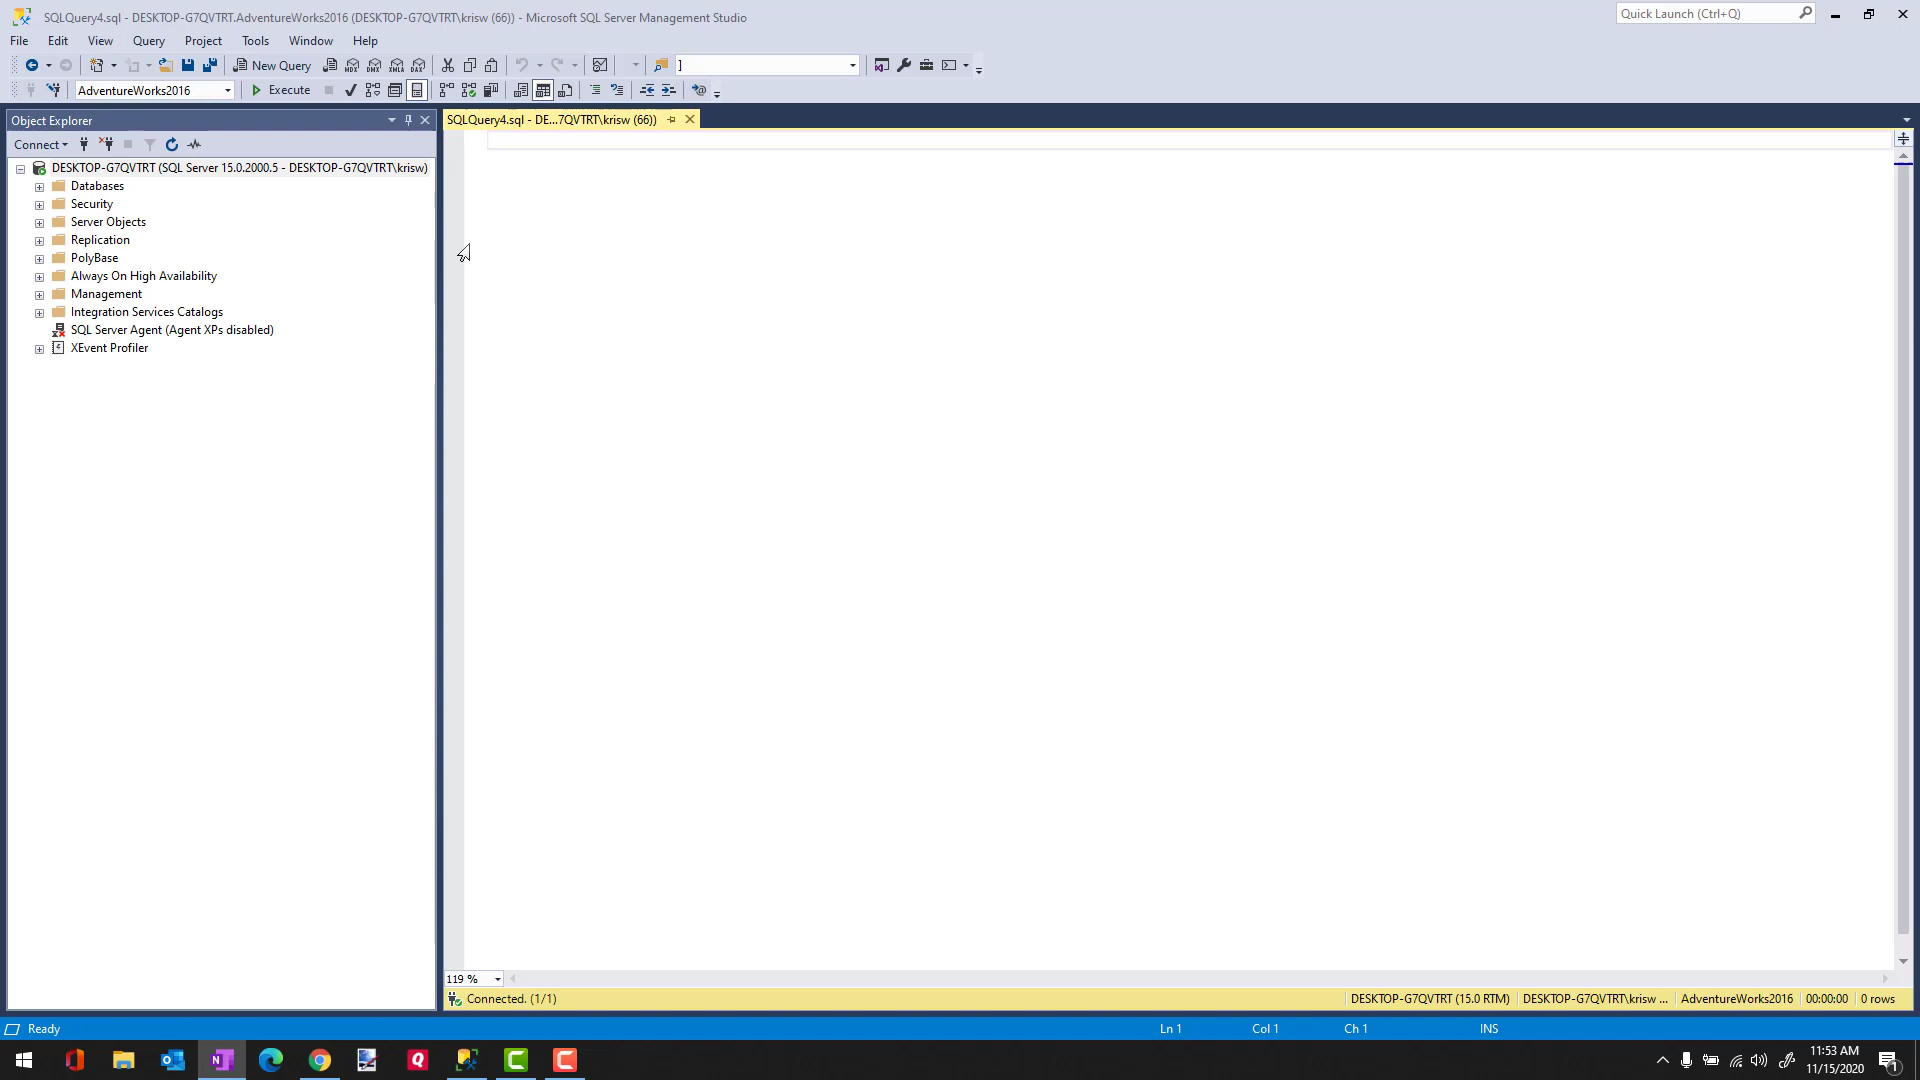 SQLQuery4.sql - DESKTOP-G7QVTRT.AdventureWorks2016 (DESKTOP-G7QVTRT\krisw (66)) - Microsoft SQL Server Management Studio
Quick Launch (Ctrl+Q)
File Edit View Query Project Tools Window Help
New Query
MDX DMX XMLA DAX
]
AdventureWorks2016
Execute
Object Explorer
SQLQuery4.sql - DE...7QVTRT\krisw (66))
Connect
DESKTOP-G7QVTRT (SQL Server 15.0.2000.5 - DESKTOP-G7QVTRT\krisw)
Databases
Security
Server Objects
Replication
PolyBase
Always On High Availability
Management
Integration Services Catalogs
SQL Server Agent (Agent XPs disabled)
XEvent Profiler
119 %
Connected. (1/1)
DESKTOP-G7QVTRT (15.0 RTM)
DESKTOP-G7QVTRT\krisw ...
AdventureWorks2016
00:00:00
0 rows
Ready
Ln 1
Col 1
Ch 1
INS
11:53 AM
11/15/2020
1